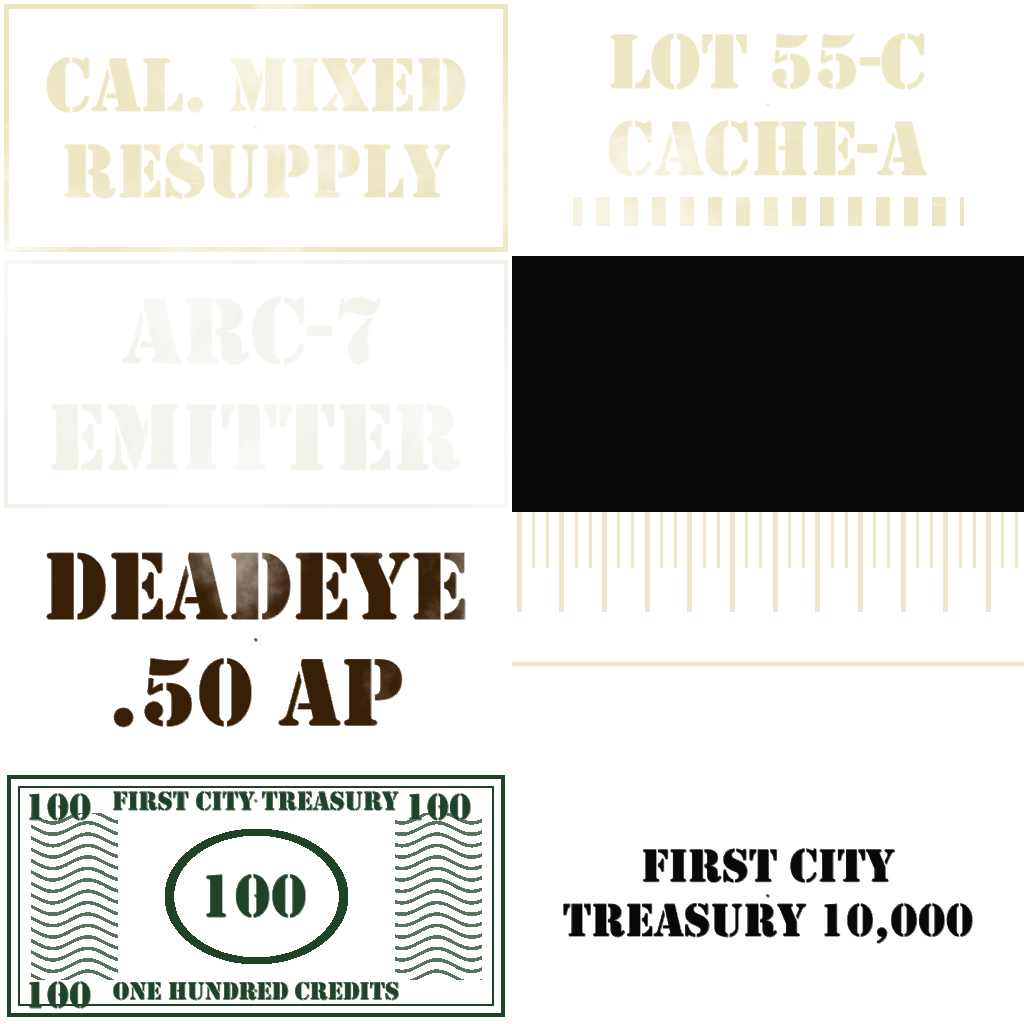 CAL. MIXED
RESUPPLY
LOT 55-C
CACHE-A
ARC-7
EMITTER
DEADEYE
.50 AP
100 FIRST CITY TREASURY 100
100
100 ONE HUNDRED CREDITS
FIRST CITY
TREASURY 10,000